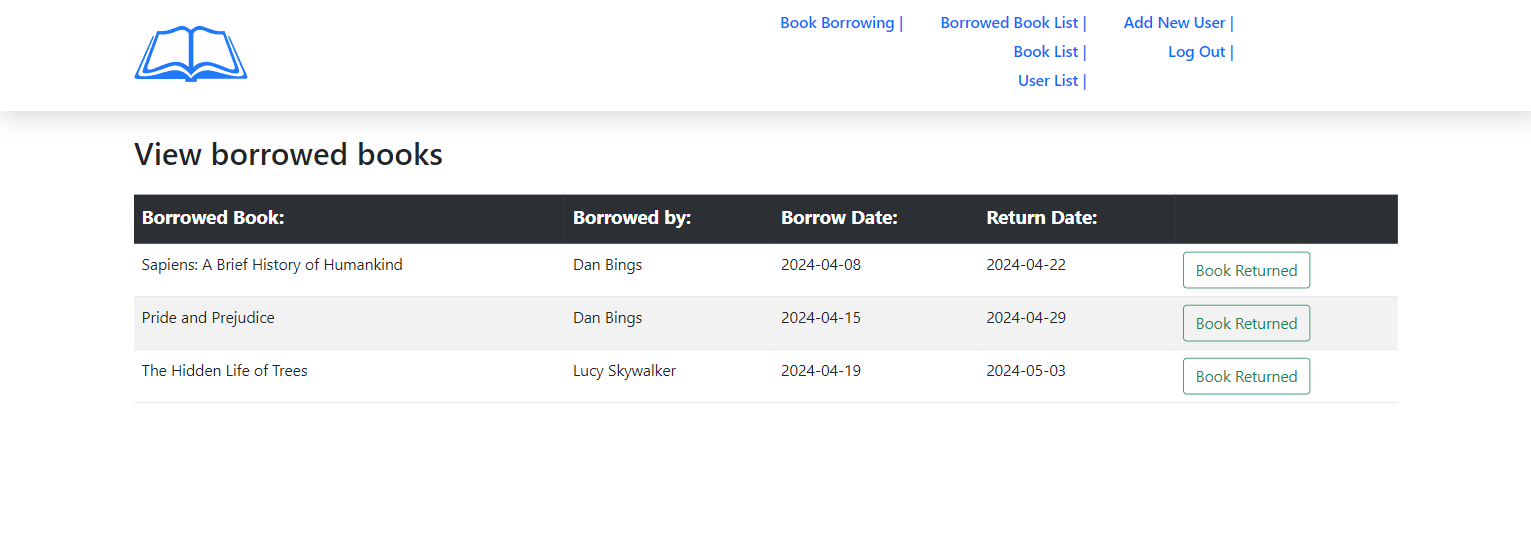 Book Borrowing | Borrowed Book List | Add New User |
Book List | Log Out |
User List |
View borrowed books
Borrowed Book: Borrowed by: Borrow Date: Return Date:
Sapiens: A Brief History of Humankind Dan Bings 2024-04-08 2024-04-22 Book Returned
Pride and Prejudice Dan Bings 2024-04-15 2024-04-29 Book Returned
The Hidden Life of Trees Lucy Skywalker 2024-04-19 2024-05-03 Book Returned